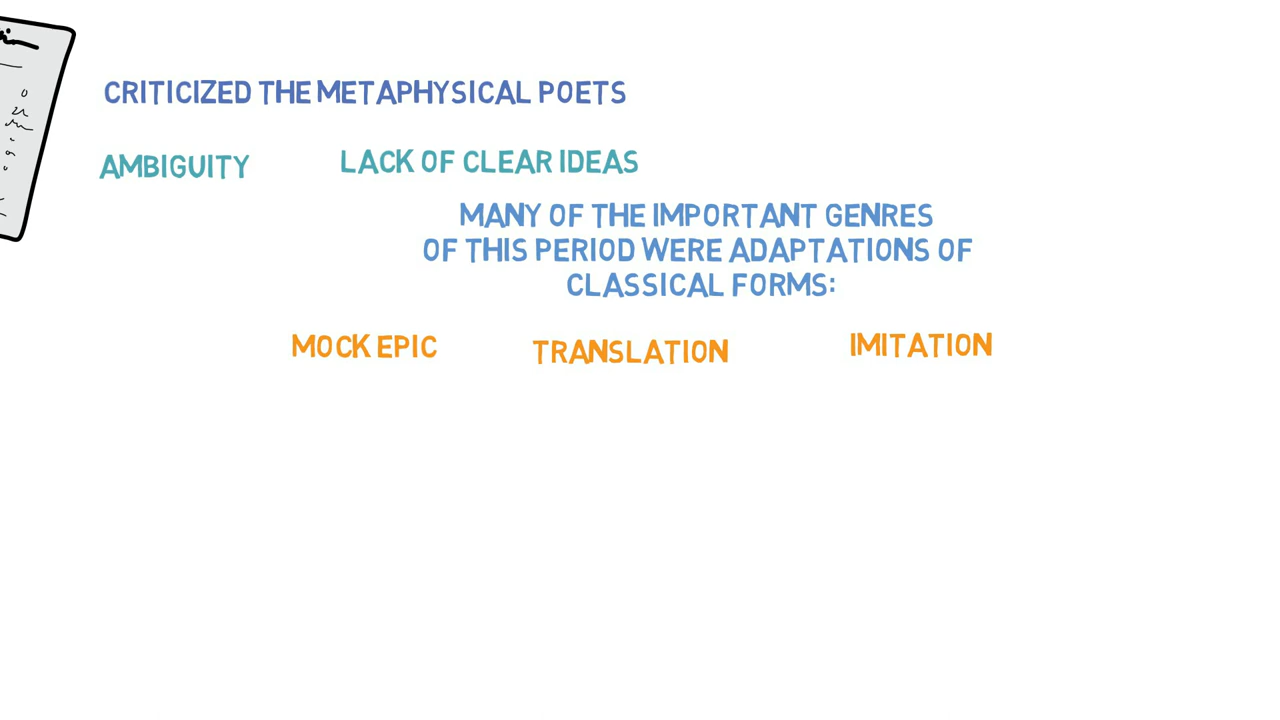 CRITICIZED THE METAPHYSICAL POETS
AMBIGUITY
LACK OF CLEAR IDEAS
MANY OF THE IMPORTANT GENRES
OF THIS PERIOD WERE ADAPTATIONS OF
CLASSICAL FORMS:
MOCK EPIC
TRANSLATION
IMITATION